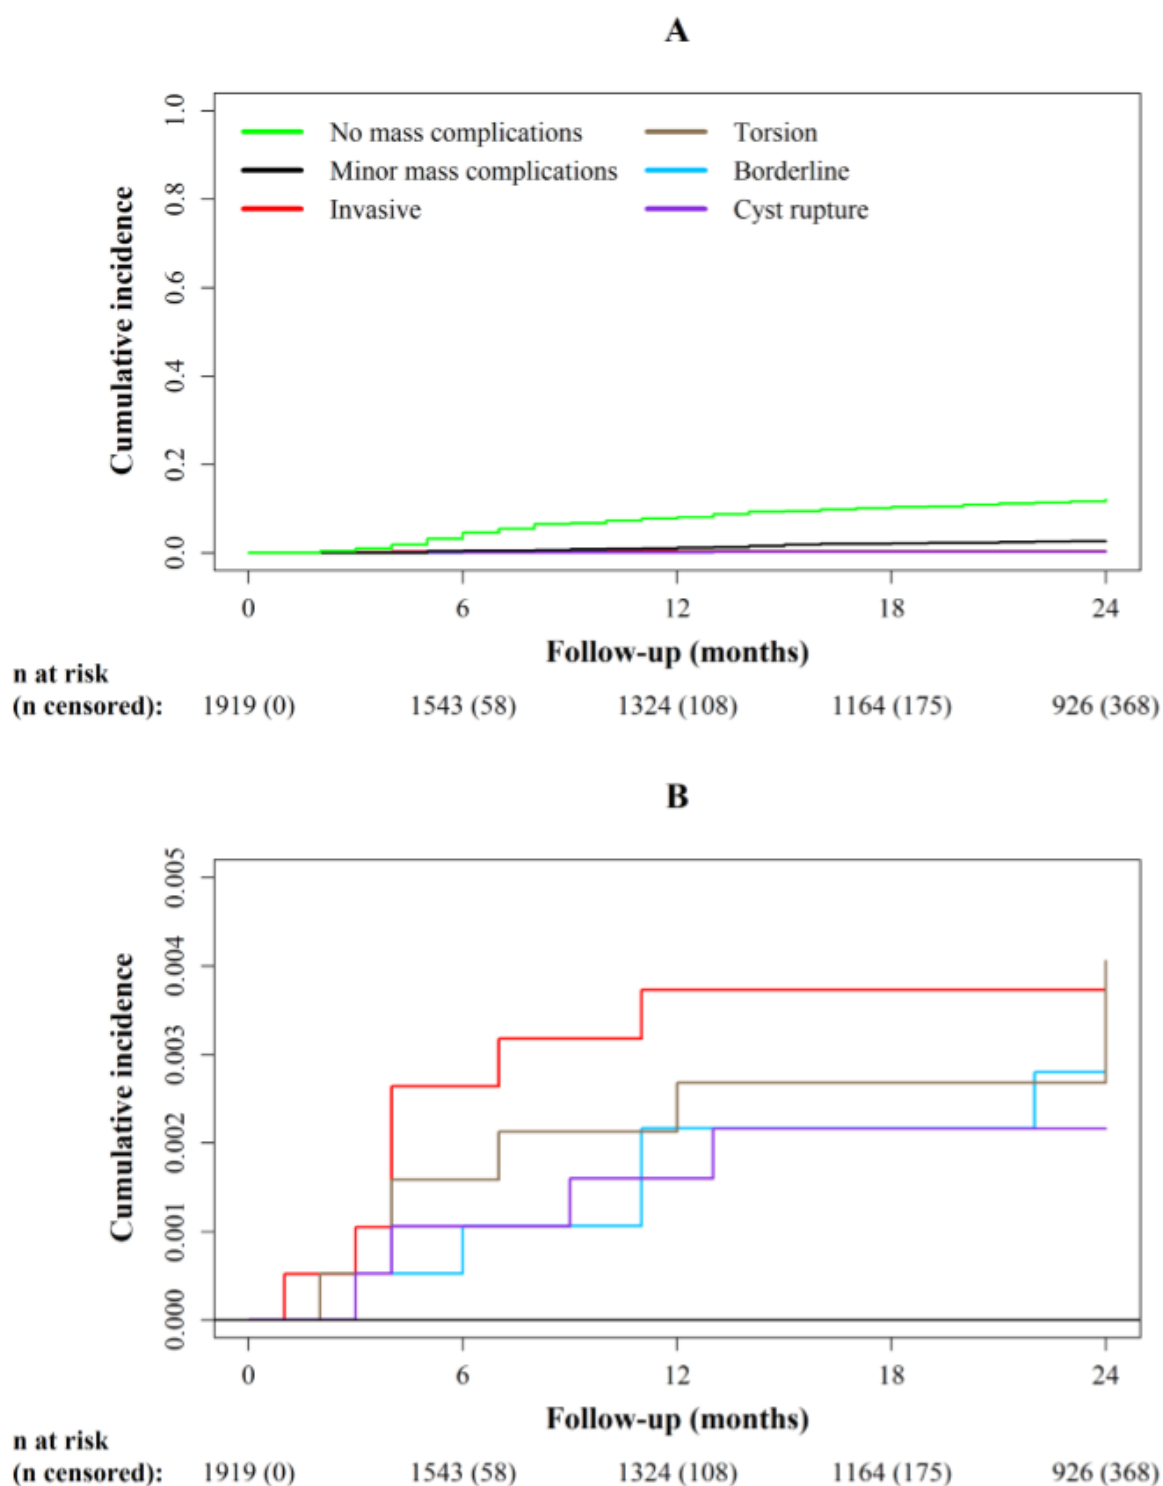 A
1.0
0.8
0.6
0.4
0.2
0.0
Cumulative incidence
No mass complications
Minor mass complications
Invasive
Torsion
Borderline
Cyst rupture
0 6 12 18 24
Follow-up (months)
n at risk
(n censored): 1919 (0) 1543 (58) 1324 (108) 1164 (175) 926 (368)
B
0.005
0.004
0.003
0.002
0.001
0.000
Cumulative incidence
0 6 12 18 24
Follow-up (months)
n at risk
(n censored): 1919 (0) 1543 (58) 1324 (108) 1164 (175) 926 (368)